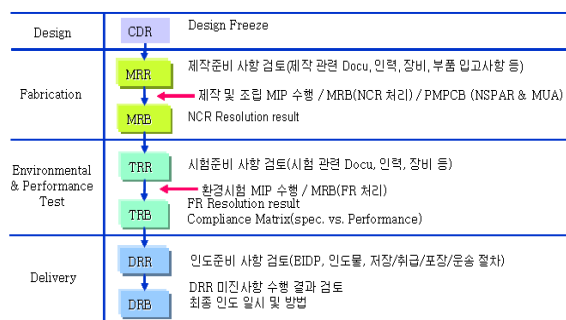 Design
CDR
Design Freeze
Fabrication
MRR
제작준비 사항 검토(제작 관련 Docu, 인력, 장비, 부품 입고사항 등)
제작 및 조립 MIP 수행 / MRB(NCR 처리) / PMPCB (NSPAR & MUA)
MRB
NCR Resolution result
Environmental
& Performance
Test
TRR
시험준비 사항 검토(시험 관련 Docu, 인력, 장비 등)
환경시험 MIP 수행 / MRB(FR 처리)
TRB
FR Resolution result
Compliance Matrix(spec. vs. Performance)
Delivery
DRR
인도준비 사항 검토(EIDP, 인도물, 저장/취급/포장/운송 절차)
DRB
DRR 미진사항 수행 결과 검토
최종 인도 일시 및 방법